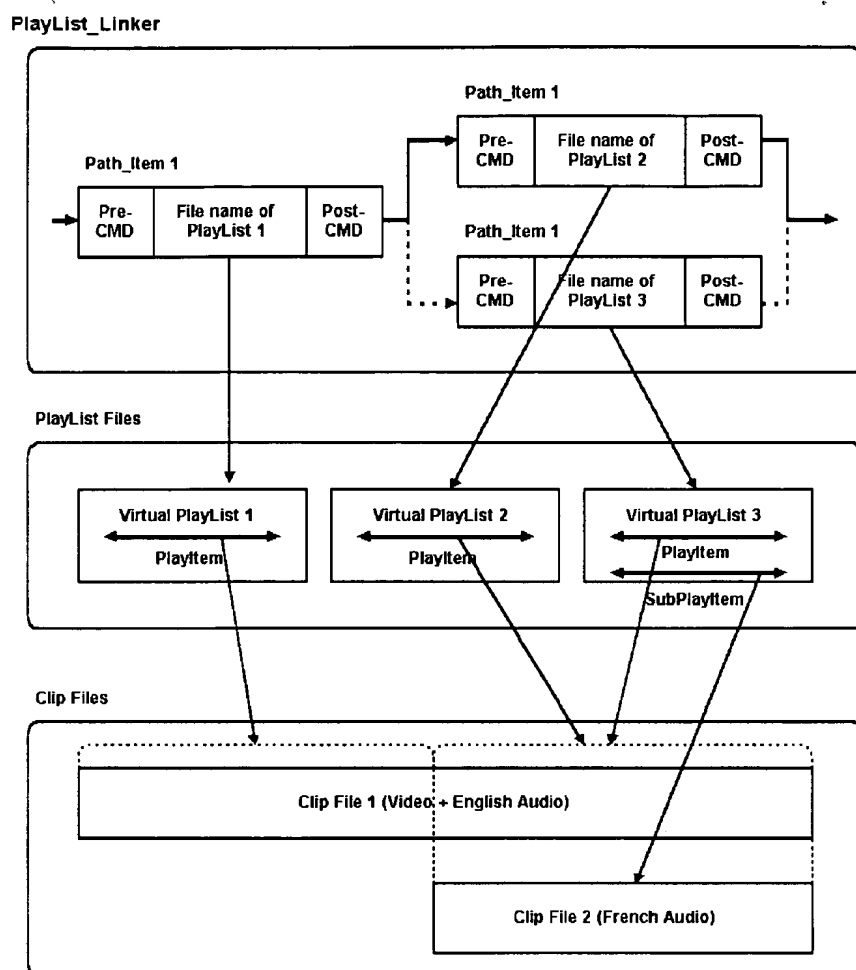 PlayList_Linker
Path_Item 1
Pre-
CMD
File name of
PlayList 1
Post-
CMD
Path_Item 1
Pre-
CMD
File name of
PlayList 2
Post-
CMD
Path_Item 1
Pre-
CMD
File name of
PlayList 3
Post-
CMD
PlayList Files
Virtual PlayList 1
PlayItem
Virtual PlayList 2
PlayItem
Virtual PlayList 3
PlayItem
SubPlayItem
Clip Files
Clip File 1 (Video + English Audio)
Clip File 2 (French Audio)